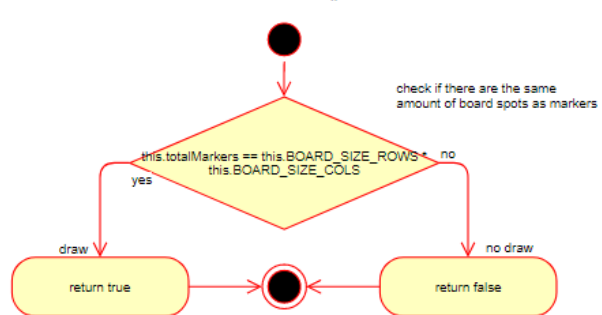 check if there are the same
amount of board spots as markers
this.totalMarkers == this.BOARD_SIZE_ROWS *
this.BOARD_SIZE_COLS
no
yes
draw
no draw
return true
return false